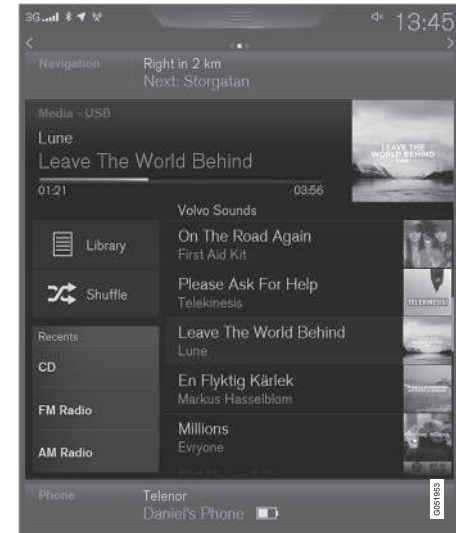 3G
13:45
<
>
Navigation
Right in 2 km
Next: Storgatan
Media - USB
Lune
Leave The World Behind
01:21
03:56
LEAVE THE
WORLD BEHIND
Volvo Sounds
Library
Shuffle
On The Road Again
First Aid Kit
Please Ask For Help
Telekinesis
TELEKINESIS!
Recents
CD
FM Radio
AM Radio
Leave The World Behind
Lune
En Flyktig Kärlek
Markus Hasselblom
Millions
Evryone
Phone
Telenor
Daniel's Phone
G051953